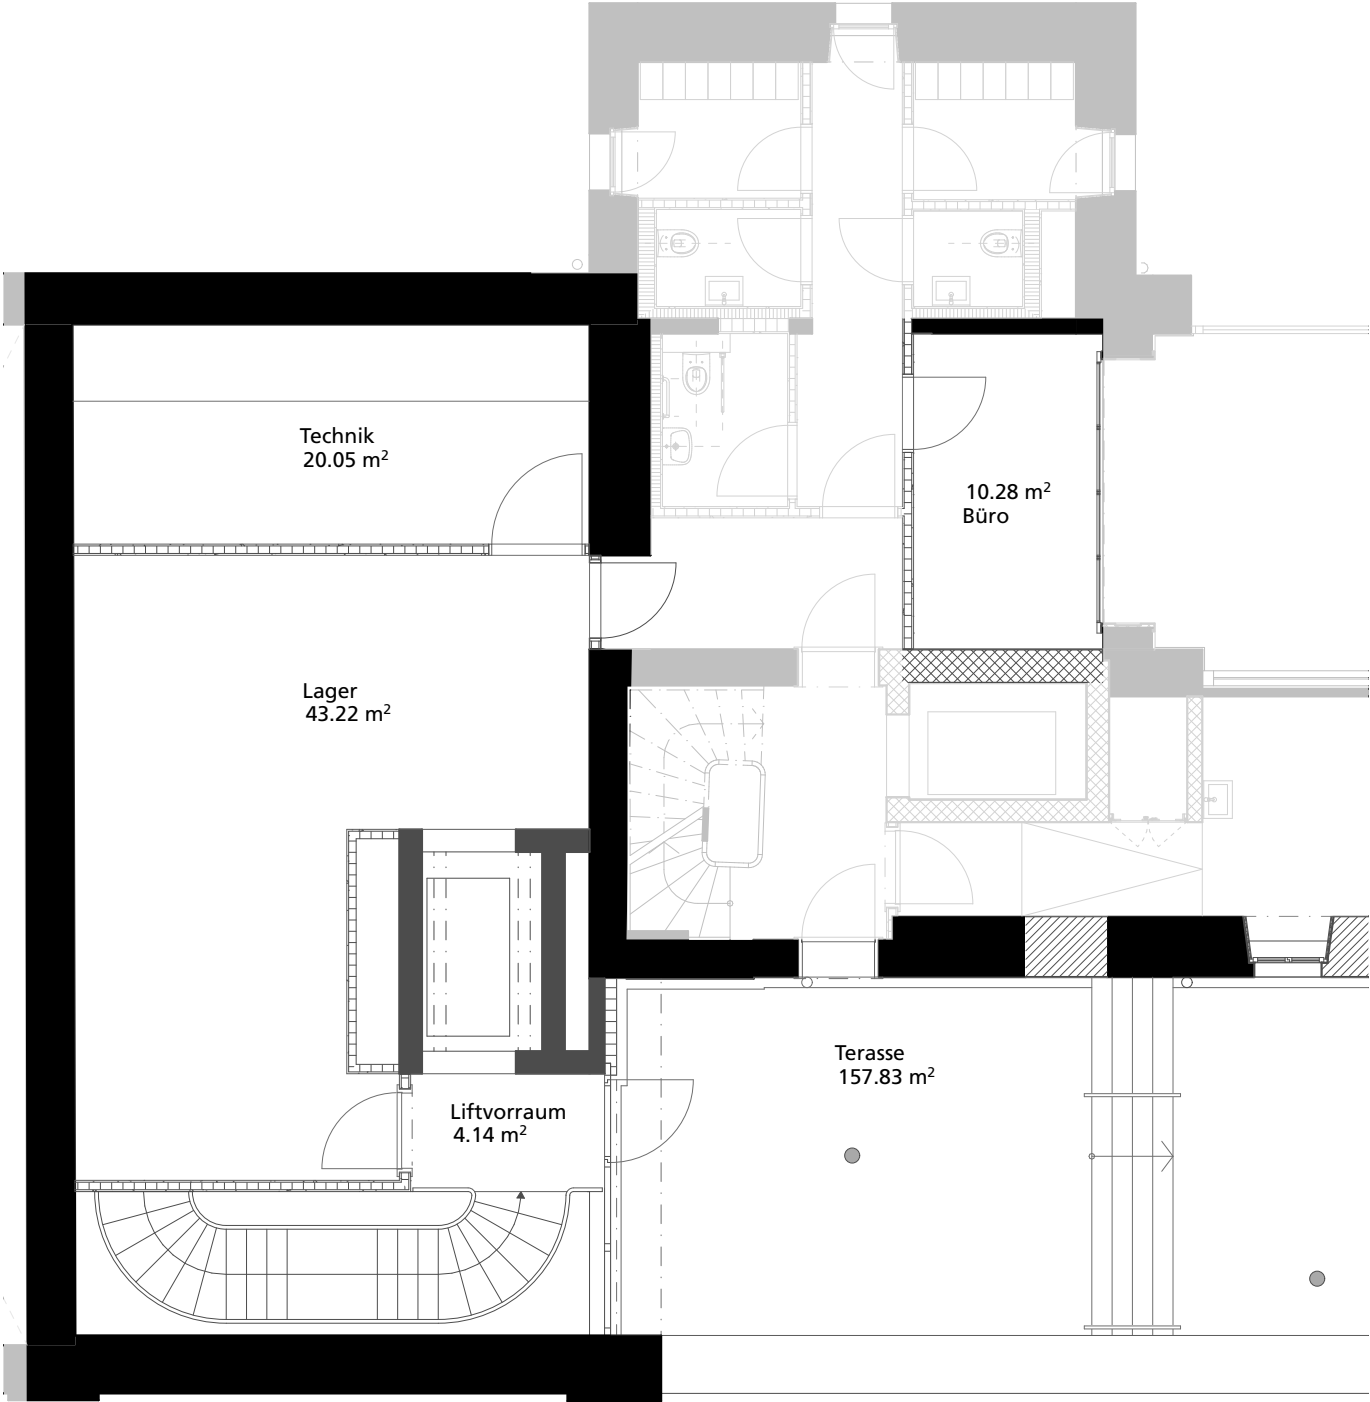 Technik
20.05 m²
10.28 m²
Büro
Lager
43.22 m²
Terasse
157.83 m²
Liftvorraum
4.14 m²